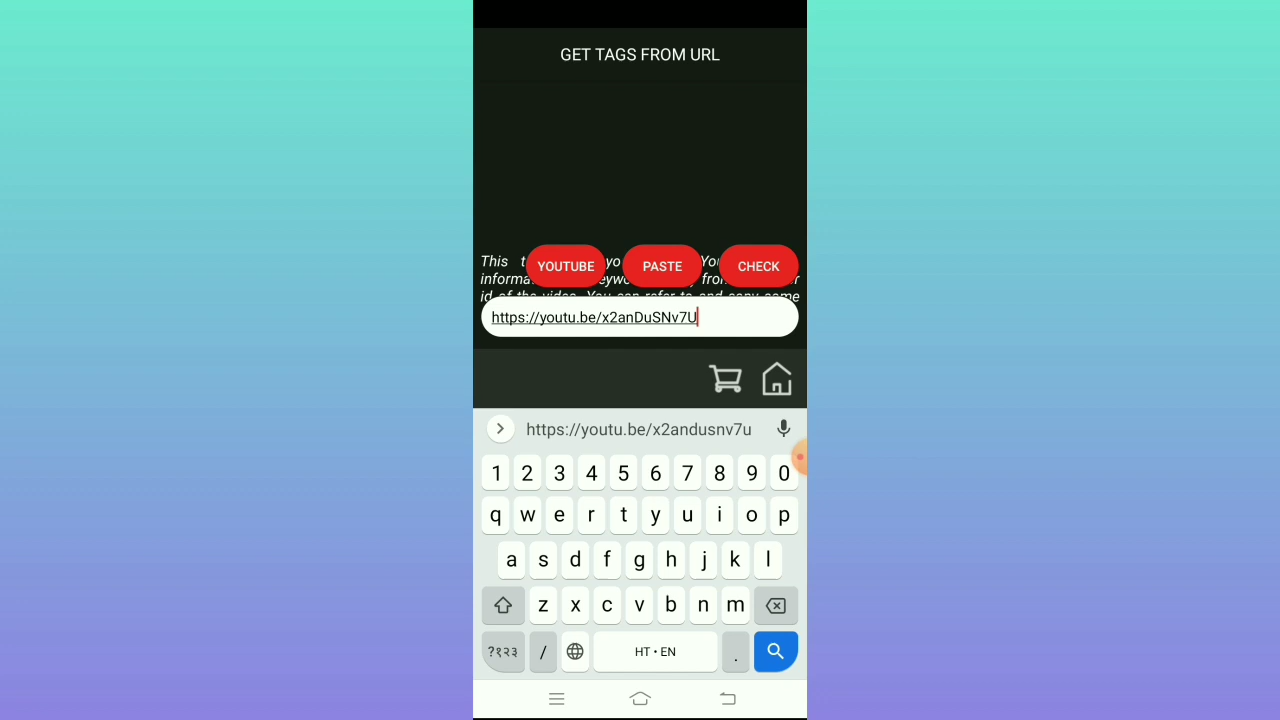 GET TAGS FROM URL
This
YOUTUBE
PASTE
CHECK
https://youtu.be/x2anDuSNv7U
https://youtu.be/x2andusnv7u
1 2 3 4 5 6 7 8 9 0
q w e r t y u i o p
a s d f g h j k l
z x c v b n m
?१२३ / HT • EN .